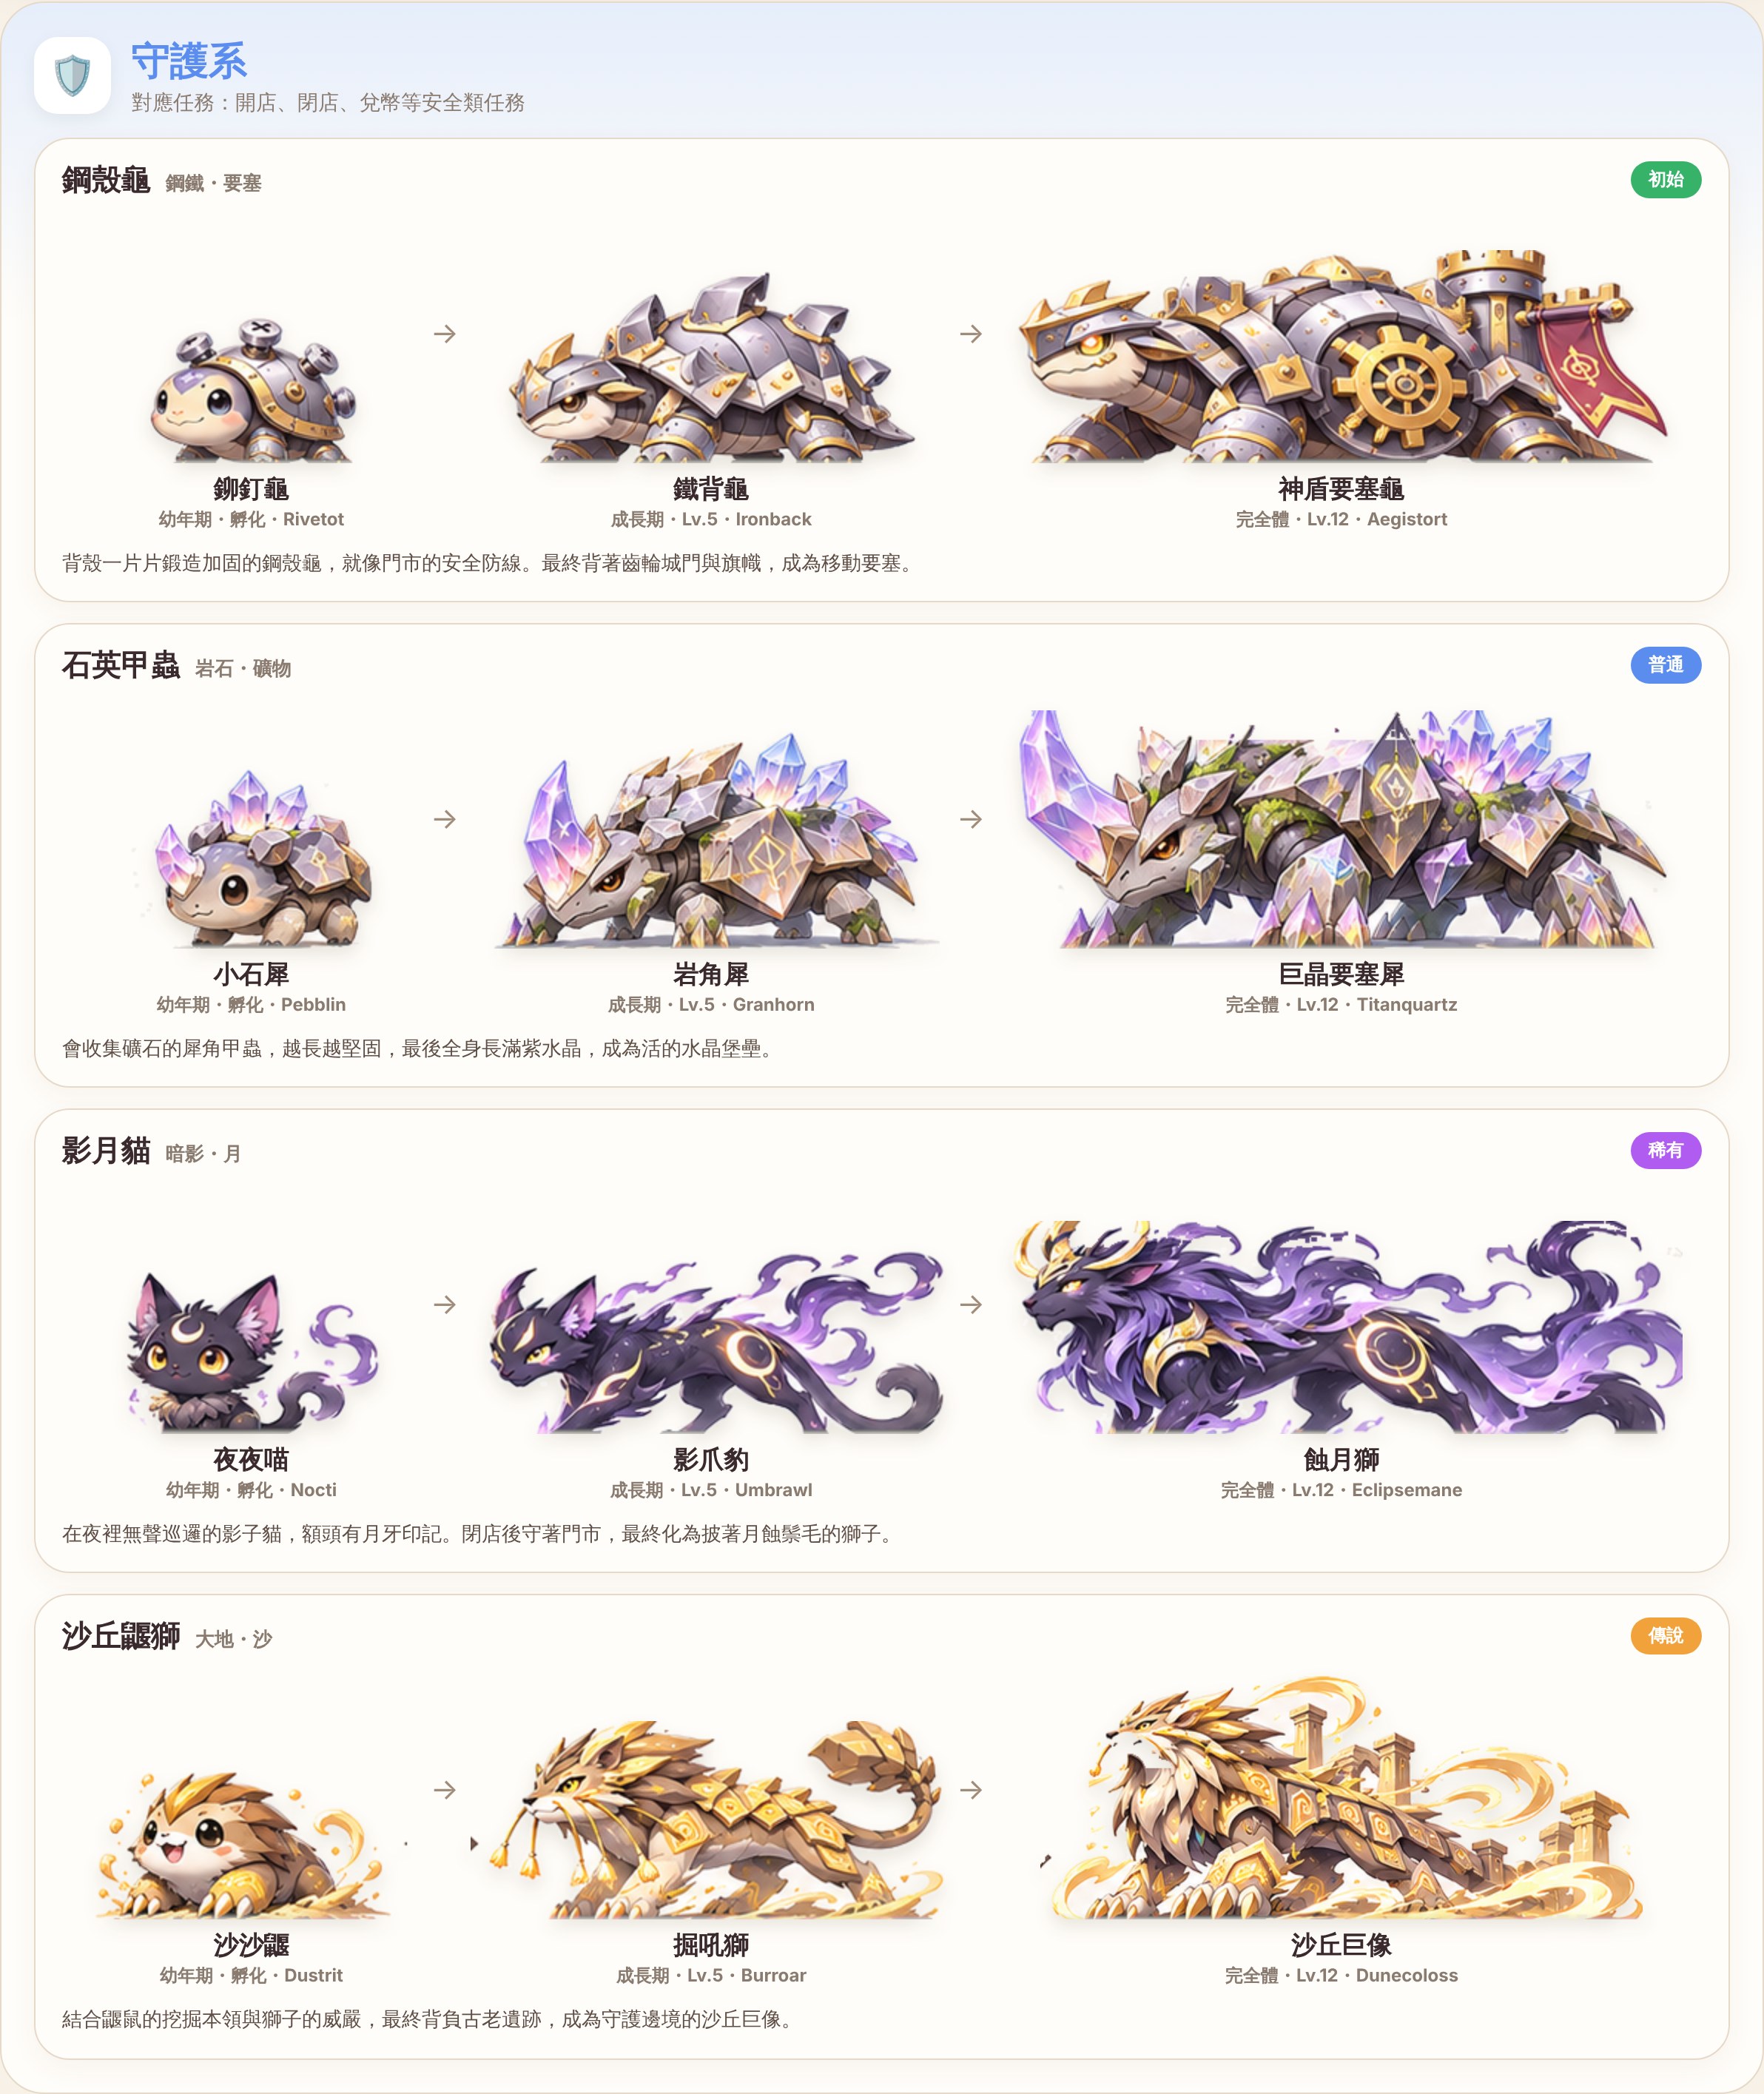 守護系
對應任務：開店、閉店、兌幣等安全類任務
鋼殼龜 鋼鐵・要塞 初始
→ →
鉚釘龜 鐵背龜 神盾要塞龜
幼年期・孵化・Rivetot 成長期・Lv.5・Ironback 完全體・Lv.12・Aegistort
背殼一片片鍛造加固的鋼殼龜，就像門市的安全防線。最終背著齒輪城門與旗幟，成為移動要塞。
石英甲蟲 岩石・礦物 普通
→ →
小石犀 岩角犀 巨晶要塞犀
幼年期・孵化・Pebblin 成長期・Lv.5・Granhorn 完全體・Lv.12・Titanquartz
會收集礦石的犀角甲蟲，越長越堅固，最後全身長滿紫水晶，成為活的水晶堡壘。
影月貓 暗影・月 稀有
→ →
夜夜喵 影爪豹 蝕月獅
幼年期・孵化・Nocti 成長期・Lv.5・Umbrawl 完全體・Lv.12・Eclipsemane
在夜裡無聲巡邏的影子貓，額頭有月牙印記。閉店後守著門市，最終化為披著月蝕鬃毛的獅子。
沙丘鼴獅 大地・沙 傳說
→ →
沙沙鼴 掘吼獅 沙丘巨像
幼年期・孵化・Dustrit 成長期・Lv.5・Burroar 完全體・Lv.12・Dunecoloss
結合鼴鼠的挖掘本領與獅子的威嚴，最終背負古老遺跡，成為守護邊境的沙丘巨像。